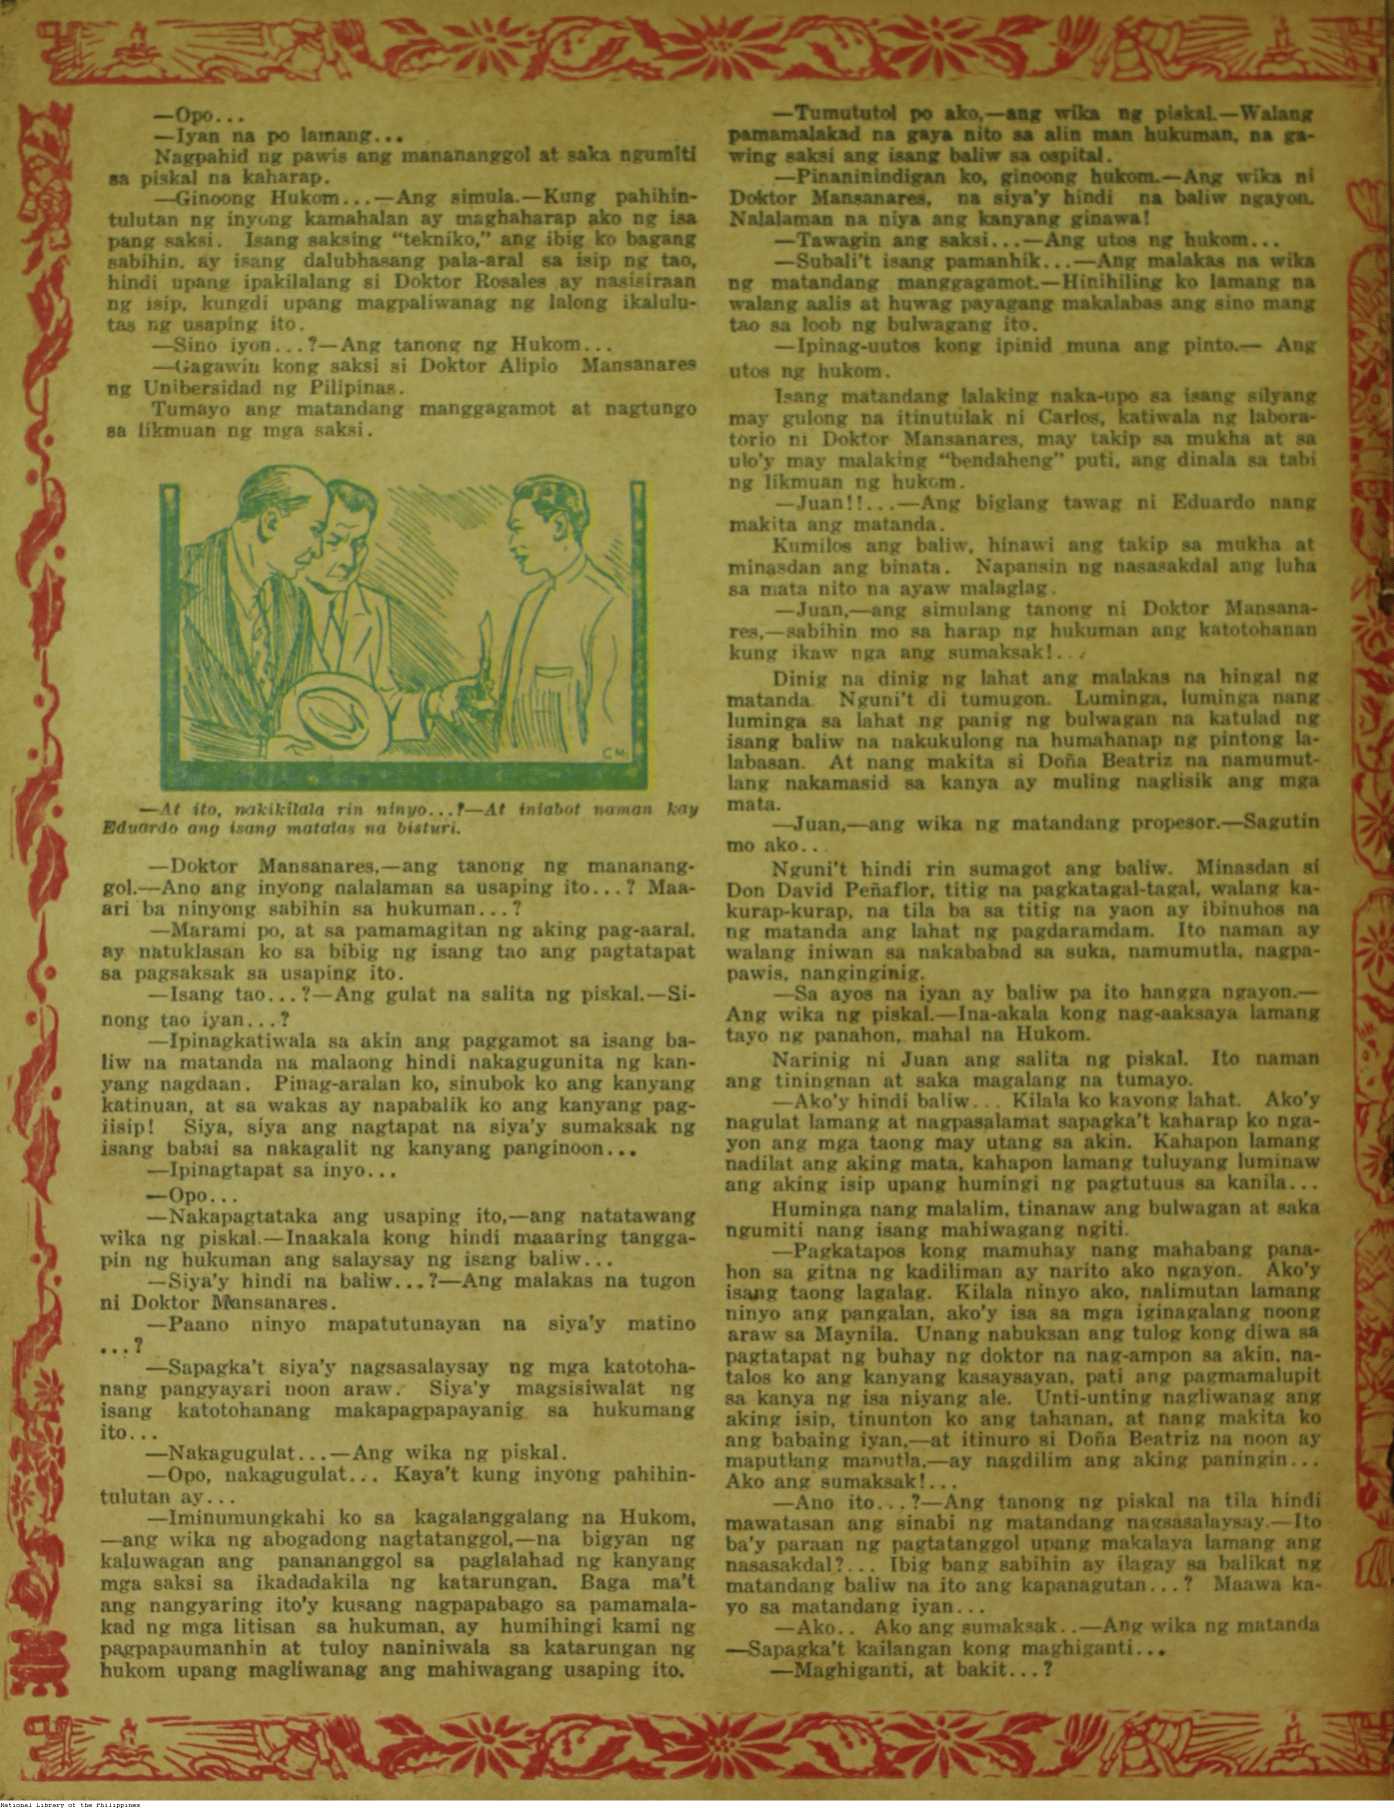 —Opo...
—Iyan na po lamang...
Nagpahid ng pawis ang manananggol at saka ngumiti
sa piskal na kaharap.
—Ginoong Hukom...—Ang simula.—Kung pahihin-
tulutan ng inyong kamahalan ay maghaharap ako ng isa
pang saksi. Isang saksing “tekniko,” ang ibig ko bagang
sabihin, ay isang dalubhasang pala-aral sa isip ng tao,
hindi upang ipakilalang si Doktor Rosales ay nasisiraan
ng isip, kungdi upang magpaliwanag ng lalong ikalulu-
tas ng usaping ito.
—Sino iyon...?—Ang tanong ng Hukom...
—Gagawin kong saksi si Doktor Alipio Mansanares
ng Unibersidad ng Pilipinas.
Tumayo ang matandang manggagamot at nagtungo
sa likmuan ng mga saksi.
CM.
—At ito, nakikilala rin ninyo...?—At iniabot naman kay
Eduardo ang isang matalas na bisturi.
—Doktor Mansanares,—ang tanong ng mananang-
gol.—Ano ang inyong nalalaman sa usaping ito...? Maa-
ari ba ninyong sabihin sa hukuman...?
—Marami po, at sa pamamagitan ng aking pag-aaral,
ay natuklasan ko sa bibig ng isang tao ang pagtatapat
sa pagsaksak sa usaping ito.
—Isang tao...?—Ang gulat na salita ng piskal.—Si-
nong tao iyan...?
—Ipinagkatiwala sa akin ang paggamot sa isang ba-
liw na matanda na malaong hindi nakagugunita ng kan-
yang nagdaan. Pinag-aralan ko, sinubok ko ang kanyang
katinuan, at sa wakas ay napabalik ko ang kanyang pag-
iisip! Siya, siya ang nagtapat na siya'y sumaksak ng
isang babai sa nakagalit ng kanyang panginoon...
—Ipinagtapat sa inyo...
—Opo...
—Nakapagtataka ang usaping ito,—ang natatawang
wika ng piskal.—Inaakala kong hindi maaaring tangga-
pin ng hukuman ang salaysay ng isang baliw...
—Siya'y hindi na baliw...?—Ang malakas na tugon
ni Doktor Mansanares.
—Paano ninyo mapatutunayan na siya'y matino
...?
—Sapagka't siya'y nagsasalaysay ng mga katotoha-
nang pangyayari noon araw. Siya'y magsisiwalat ng
isang katotohanang makapagpapayanig sa hukumang
ito...
—Nakagugulat...—Ang wika ng piskal.
—Opo, nakagugulat... Kaya't kung inyong pahihin-
tulutan ay...
—Iminumungkahi ko sa kagalanggalang na Hukom,
—ang wika ng abogadong nagtatanggol,—na bigyan ng
kaluwagan ang panananggol sa paglalahad ng kanyang
mga saksi sa ikadadakila ng katarungan. Baga ma't
ang nangyaring ito'y kusang nagpapabago sa pamamala-
kad ng mga litisan sa hukuman, ay humihingi kami ng
pagpapaumanhin at tuloy naniniwala sa katarungan ng
hukom upang magliwanag ang mahiwagang usaping ito.
—Tumututol po ako,—ang wika ng piskal.—Walang
pamamalakad na gaya nito sa alin man hukuman, na ga-
wing saksi ang isang baliw sa ospital.
—Pinaninindigan ko, ginoong hukom.—Ang wika ni
Doktor Mansanares, na siya'y hindi na baliw ngayon.
Nalalaman na niya ang kanyang ginawa!
—Tawagin ang saksi...—Ang utos ng hukom...
—Subali't isang pamanhik...—Ang malakas na wika
ng matandang manggagamot.—Hinihiling ko lamang na
walang aalis at huwag payagang makalabas ang sino mang
tao sa loob ng bulwagang ito.
—Ipinag-uutos kong ipinid muna ang pinto.— Ang
utos ng hukom.
Isang matandang lalaking naka-upo sa isang silyang
may gulong na itinutulak ni Carlos, katiwala ng labora-
torio ni Doktor Mansanares, may takip sa mukha at sa
ulo'y may malaking “bendaheng” puti, ang dinala sa tabi
ng likmuan ng hukom.
—Juan!!...—Ang biglang tawag ni Eduardo nang
makita ang matanda.
Kumilos ang baliw, hinawi ang takip sa mukha at
minasdan ang binata. Napansin ng nasasakdal ang luha
sa mata nito na ayaw malaglag.
—Juan,—ang simulang tanong ni Doktor Mansana-
res,—sabihin mo sa harap ng hukuman ang katotohanan
kung ikaw nga ang sumaksak!...
Dinig na dinig ng lahat ang malakas na hingal ng
matanda. Nguni't di tumugon. Luminga, luminga nang
luminga sa lahat ng panig ng bulwagan na katulad ng
isang baliw na nakukulong na humahanap ng pintong la-
labasan. At nang makita si Doña Beatriz na namumut-
lang nakamasid sa kanya ay muling naglisik ang mga
mata.
—Juan,—ang wika ng matandang propesor.—Sagutin
mo ako...
Nguni't hindi rin sumagot ang baliw. Minasdan si
Don David Peñaflor, titig na pagkatagal-tagal, walang ka-
kurap-kurap, na tila ba sa titig na yaon ay ibinuhos na
ng matanda ang lahat ng pagdaramdam. Ito naman ay
walang iniwan sa nakababad sa suka, namumutla, nagpa-
pawis, nanginginig.
—Sa ayos na iyan ay baliw pa ito hangga ngayon.—
Ang wika ng piskal.—Ina-akala kong nag-aaksaya lamang
tayo ng panahon, mahal na Hukom.
Narinig ni Juan ang salita ng piskal. Ito naman
ang tiningnan at saka magalang na tumayo.
—Ako'y hindi baliw... Kilala ko kayong lahat. Ako'y
nagulat lamang at nagpasalamat sapagka't kaharap ko nga-
yon ang mga taong may utang sa akin. Kahapon lamang
nadilat ang aking mata, kahapon lamang tuluyang luminaw
ang aking isip upang humingi ng pagtutuus sa kanila...
Huminga nang malalim, tinanaw ang bulwagan at saka
ngumiti nang isang mahiwagang ngiti.
—Pagkatapos kong mamuhay nang mahabang pana-
hon sa gitna ng kadiliman ay narito ako ngayon. Ako'y
isang taong lagalag. Kilala ninyo ako, nalimutan lamang
ninyo ang pangalan, ako'y isa sa mga iginagalang noong
araw sa Maynila. Unang nabuksan ang tulog kong diwa sa
pagtatapat ng buhay ng doktor na nag-ampon sa akin, na-
talos ko ang kanyang kasaysayan, pati ang pagmamalupit
sa kanya ng isa niyang ale. Unti-unting nagliwanag ang
aking isip, tinunton ko ang tahanan, at nang makita ko
ang babaing iyan,—at itinuro si Doña Beatriz na noon ay
maputlang maputla,—ay nagdilim ang aking paningin...
Ako ang sumaksak!...
—Ano ito...?—Ang tanong ng piskal na tila hindi
mawatasan ang sinabi ng matandang nagsasalaysay.—Ito
ba'y paraan ng pagtatanggol upang makalaya lamang ang
nasasakdal?... Ibig bang sabihin ay ilagay sa balikat ng
matandang baliw na ito ang kapanagutan...? Maawa ka-
yo sa matandang iyan...
—Ako.. Ako ang sumaksak...—Ang wika ng matanda
—Sapagka't kailangan kong maghiganti...
—Maghiganti, at bakit...?
National Library of the Philippines